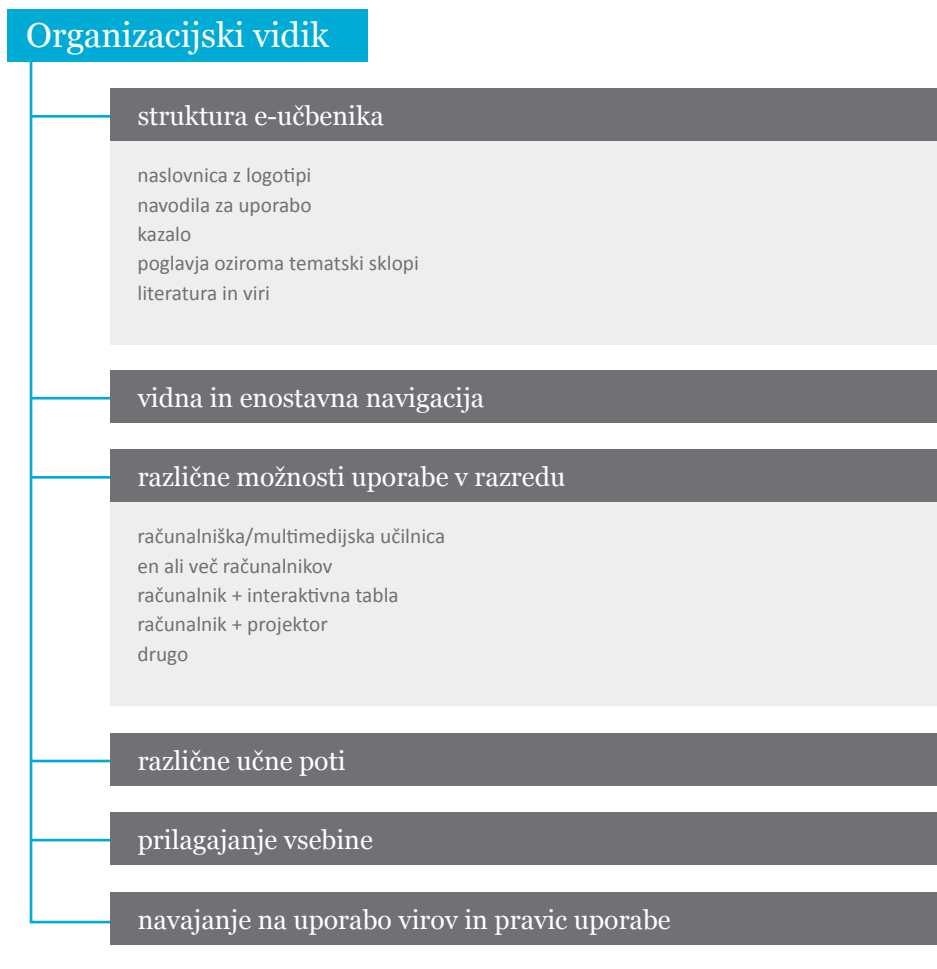 Organizacijski vidik
struktura e-učbenika
naslovnica z logotipi
navodila za uporabo
kazalo
poglavja oziroma tematski sklopi
literatura in viri
vidna in enostavna navigacija
različne možnosti uporabe v razredu
računalniška/multimedijska učilnica
en ali več računalnikov
računalnik + interaktivna tabla
računalnik + projektor
drugo
različne učne poti
prilagajanje vsebine
navajanje na uporabo virov in pravic uporabe